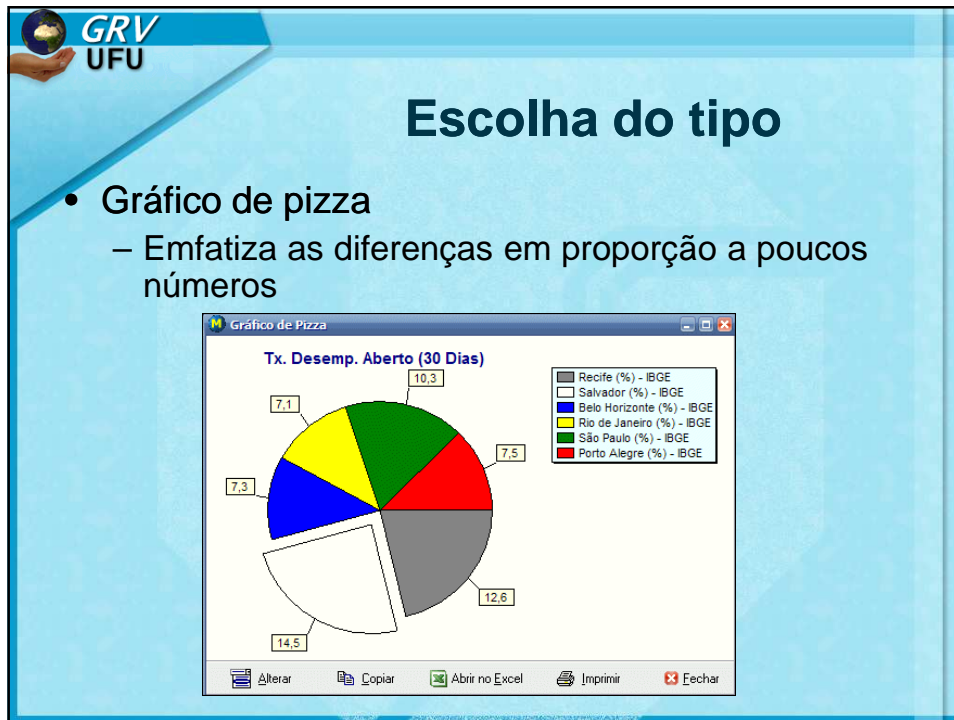 GRV
UFU
Escolha do tipo
• Gráfico de pizza
– Emfatiza as diferenças em proporção a poucos
números
Gráfico de Pizza
Tx. Desemp. Aberto (30 Dias)
10,3
7,1
7,5
7,3
12,6
14,5
Recife (%) - IBGE
Salvador (%) - IBGE
Belo Horizonte (%) - IBGE
Rio de Janeiro (%) - IBGE
São Paulo (%) - IBGE
Porto Alegre (%) - IBGE
Alterar Copiar Abrir no Excel Imprimir Fechar